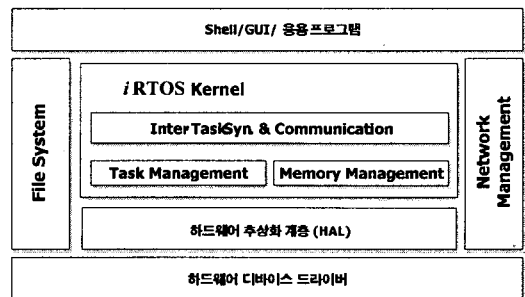 Shell/GUI/ 응용프로그램
File System
iRTOS Kernel
InterTaskSyn. & Communication
Task Management
Memory Management
Network Management
하드웨어 추상화 계층 (HAL)
하드웨어 디바이스 드라이버